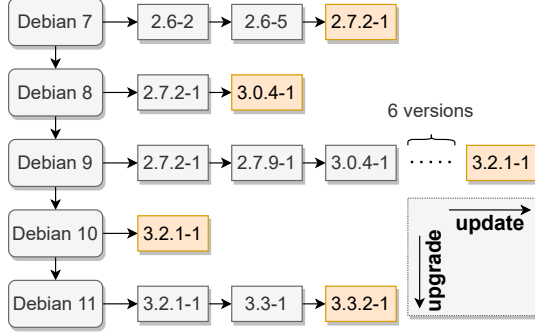 Debian 7 2.6-2 2.6-5 2.7.2-1
Debian 8 2.7.2-1 3.0.4-1
6 versions
Debian 9 2.7.2-1 2.7.9-1 3.0.4-1 ..... 3.2.1-1
Debian 10 3.2.1-1
update
upgrade
Debian 11 3.2.1-1 3.3-1 3.3.2-1